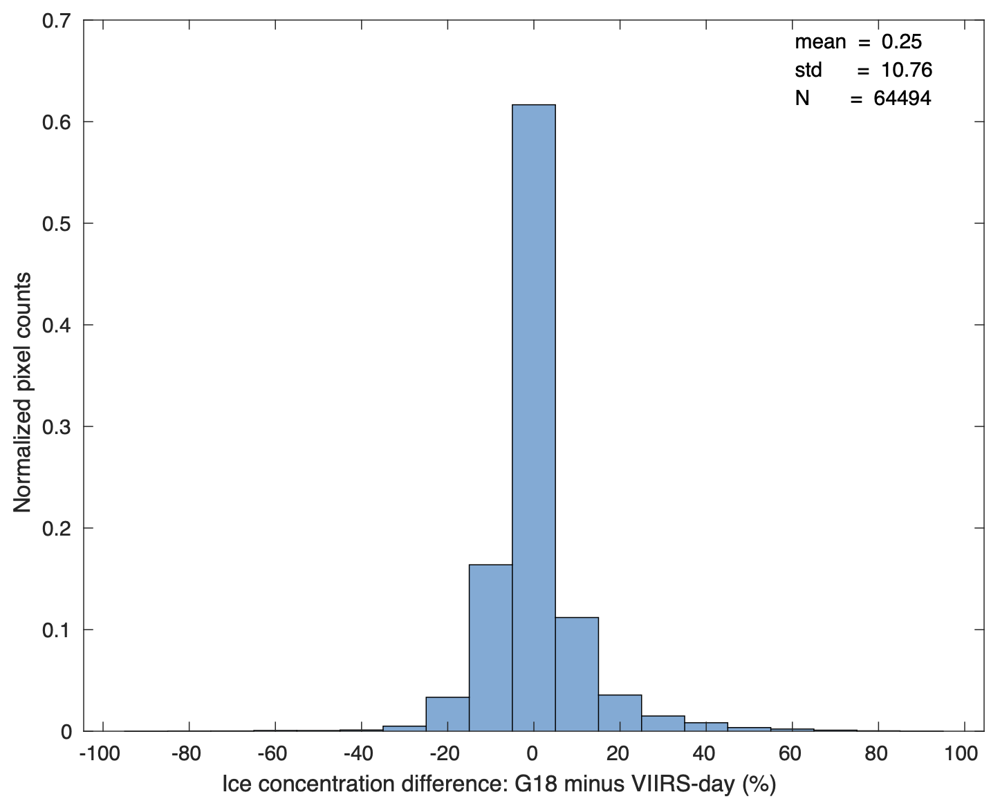 mean = 0.25
std = 10.76
N = 64494
0.7
0.6
0.5
0.4
0.3
0.2
0.1
0
Normalized pixel counts
-100 -80 -60 -40 -20 0 20 40 60 80 100
Ice concentration difference: G18 minus VIIRS-day (%)